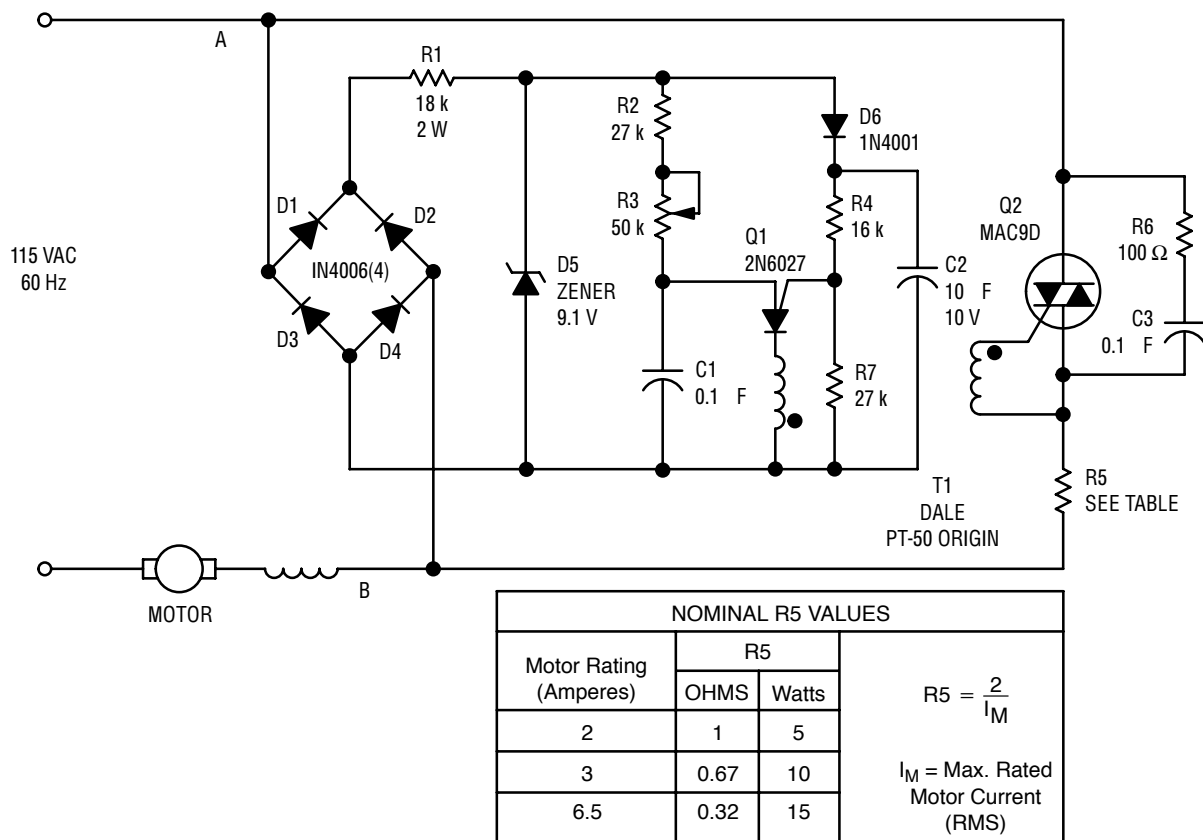 A
R1
18 k
2 W
R2
27 k
D6
1N4001
R3
50 k
R4
16 k
Q1
2N6027
D1
D2
IN4006(4)
D3
D4
115 VAC
60 Hz
D5
ZENER
9.1 V
C1
0.1 F
C2
10 F
10 V
R7
27 k
Q2
MAC9D
R6
100 Ω
C3
0.1 F
T1
DALE
PT-50 ORIGIN
R5
SEE TABLE
MOTOR
B
NOMINAL R5 VALUES
Motor Rating
(Amperes)
R5
OHMS Watts
2 1 5
3 0.67 10
6.5 0.32 15
R5 = 2/IM
IM = Max. Rated
Motor Current
(RMS)